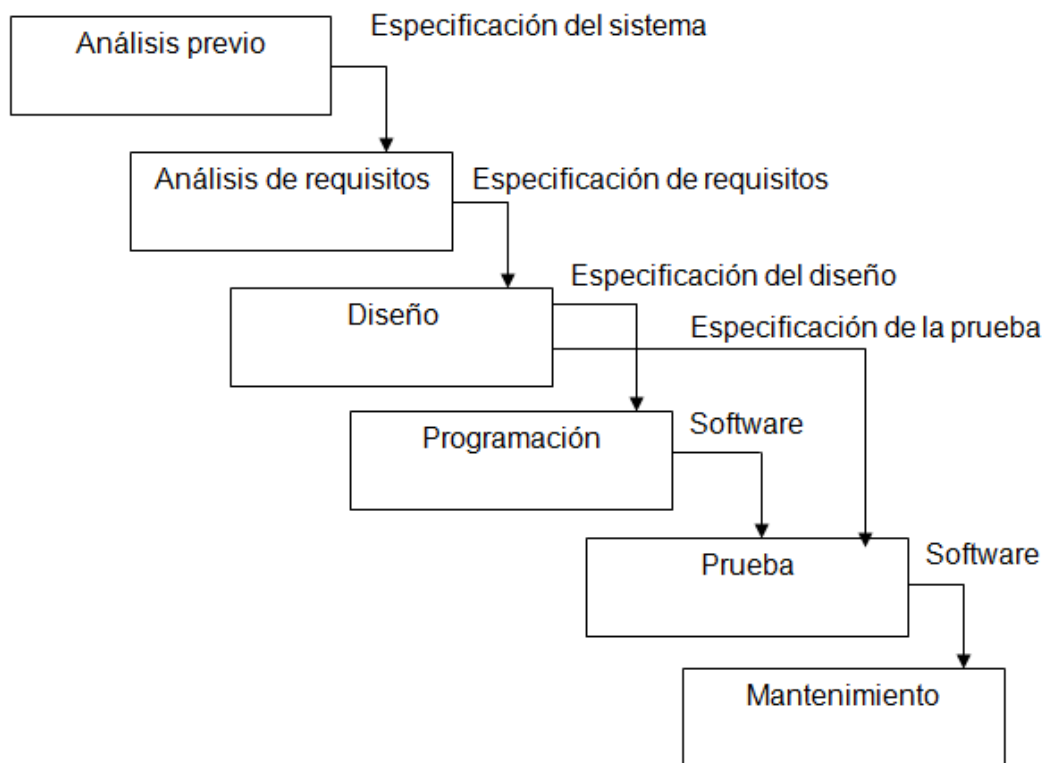 Análisis previo
Especificación del sistema
Análisis de requisitos
Especificación de requisitos
Diseño
Especificación del diseño
Especificación de la prueba
Programación
Software
Prueba
Software
Mantenimiento